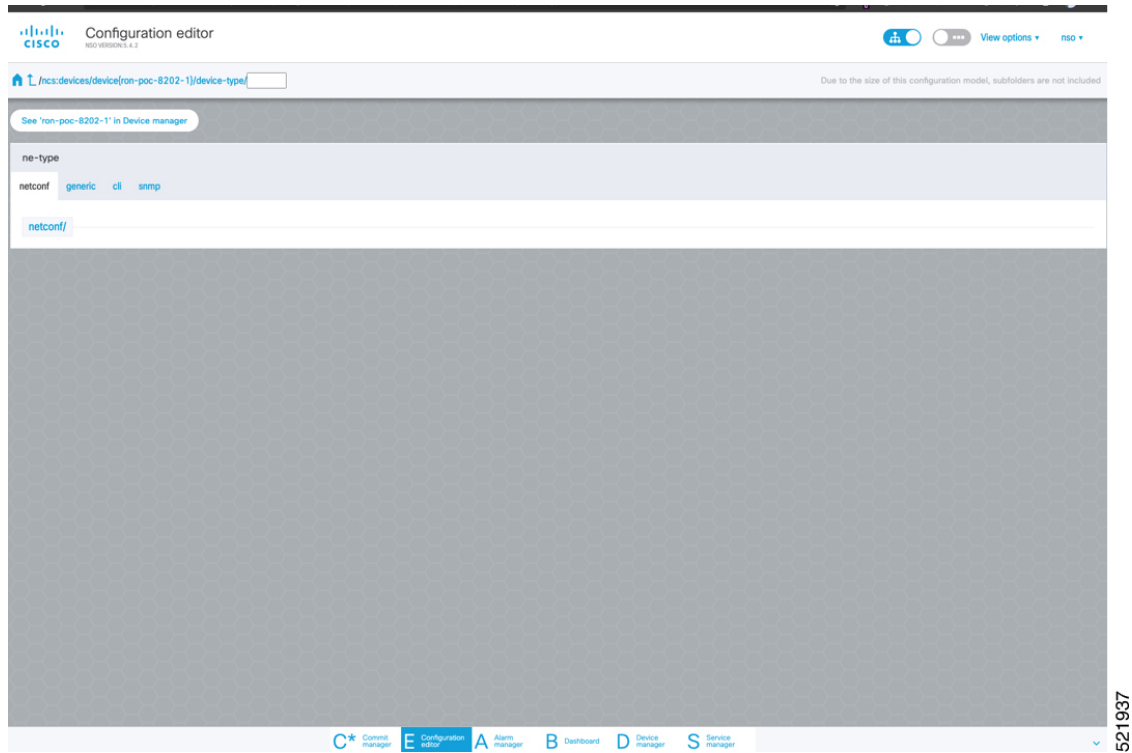 CISCO
Configuration editor
NSO VERSION:5.4.2
View options
nso
/ncs:devices/device{ron-poc-8202-1}/device-type/
Due to the size of this configuration model, subfolders are not included
See 'ron-poc-8202-1' in Device manager
ne-type
netconf generic cli snmp
netconf/
C* Commit manager E Configuration editor A Alarm manager B Dashboard D Device manager S Service manager
521937